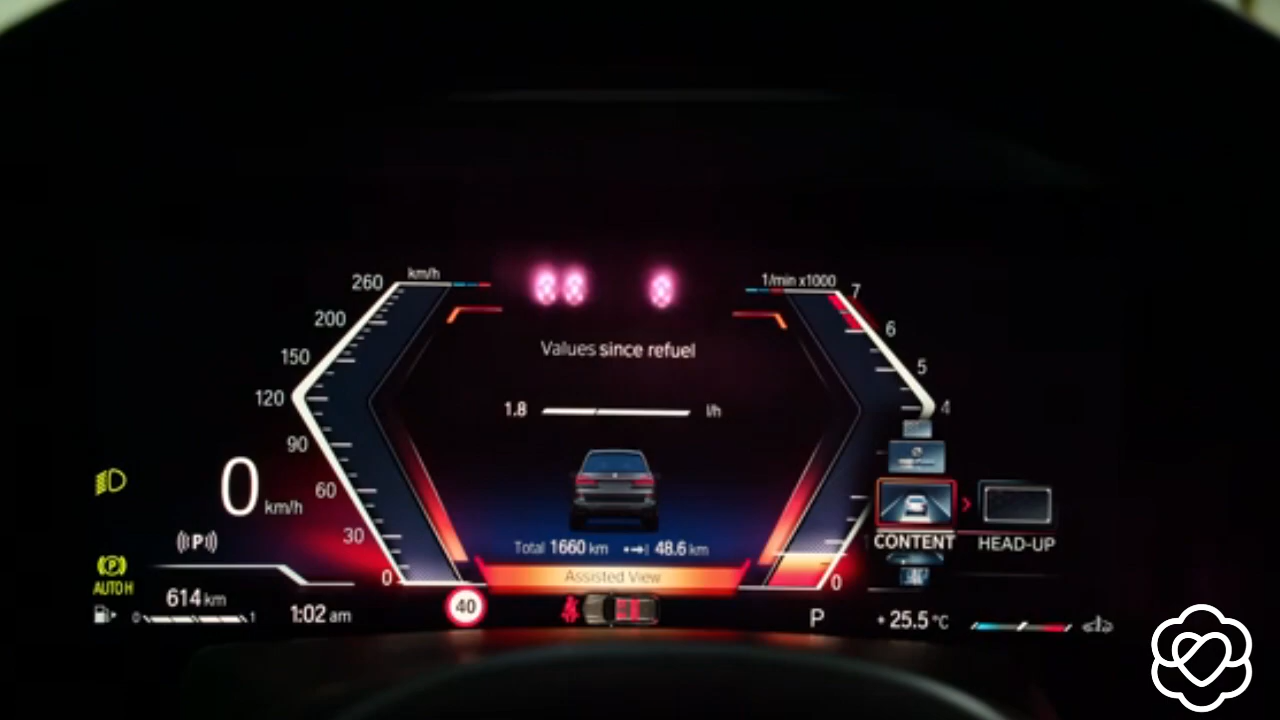 km/h
260
200
150
120
90
60
30
0
0 km/h
((P))
(P)
AUTO H
614 km
0 1
1:02 am
40
Values since refuel
1.8 l/h
Total 1660 km 48.6 km
Assisted View
1/min x1000
7
6
5
4
1
0
CONTENT HEAD-UP
P
+25.5 °C